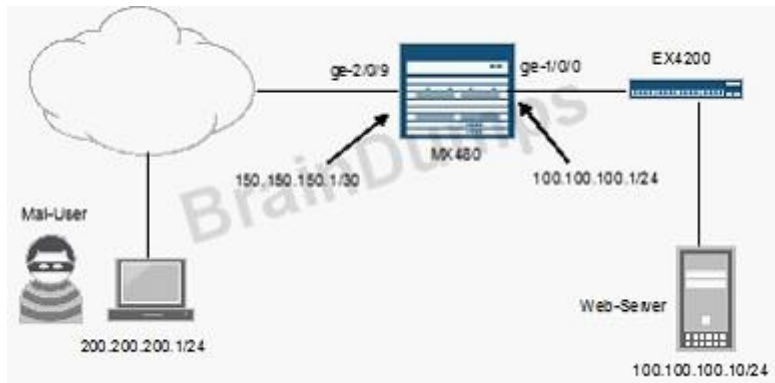 EX4200
ge-2/0/9
ge-1/0/0
MX480
150.150.150.1/30
100.100.100.1/24
BrainDumps
Mal-User
Web-Server
200.200.200.1/24
100.100.100.10/24